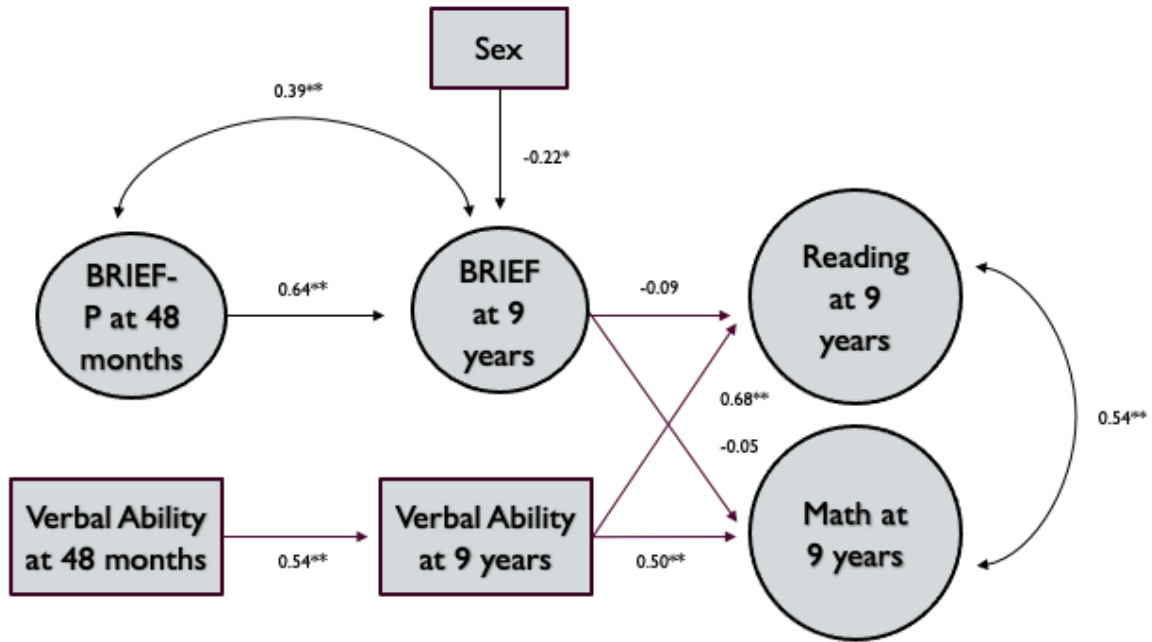 Sex
0.39**
-0.22*
BRIEF-
P at 48
months
0.64**
BRIEF
at 9
years
-0.09
Reading
at 9
years
0.68**
-0.05
0.54**
Verbal Ability
at 48 months
0.54**
Verbal Ability
at 9 years
0.50**
Math at
9 years